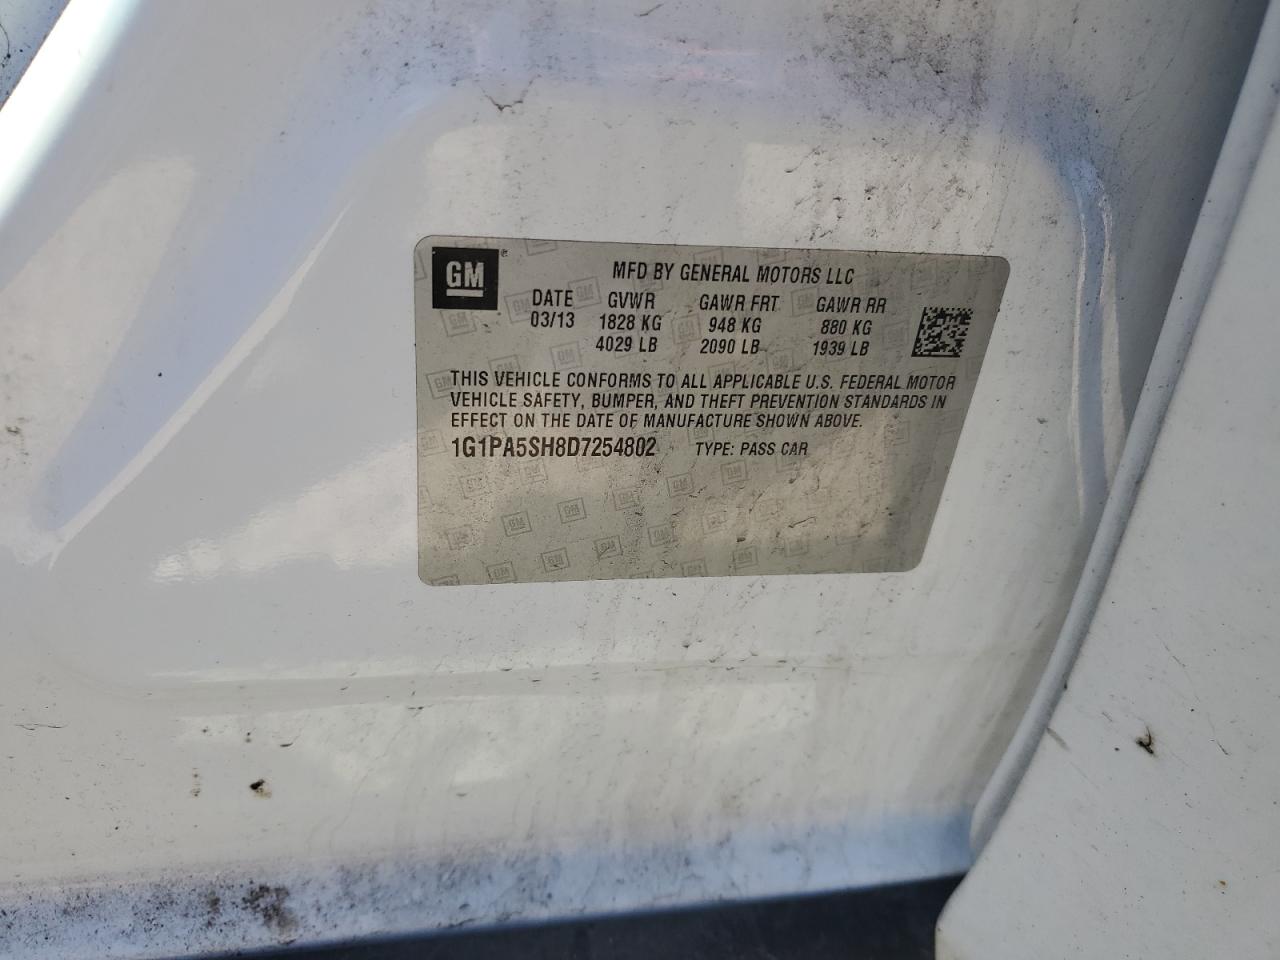 GM ®
MFD BY GENERAL MOTORS LLC
DATE GVWR GAWR FRT GAWR RR
03/13 1828 KG 948 KG 880 KG
4029 LB 2090 LB 1939 LB
THIS VEHICLE CONFORMS TO ALL APPLICABLE U.S. FEDERAL MOTOR
VEHICLE SAFETY, BUMPER, AND THEFT PREVENTION STANDARDS IN
EFFECT ON THE DATE OF MANUFACTURE SHOWN ABOVE.
1G1PA5SH8D7254802 TYPE: PASS CAR